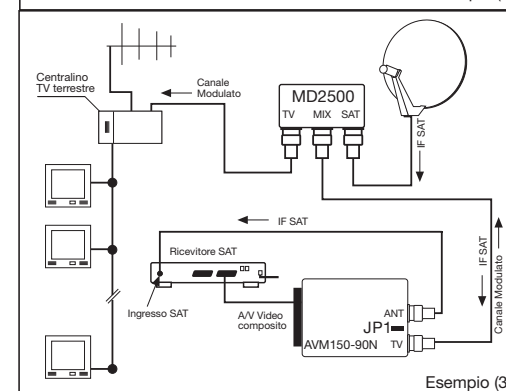 Centralino
TV terrestre
Canale
Modulato
MD2500
TV MIX SAT
IF SAT
IF SAT
Ricevitore SAT
Ingresso SAT
A/V Video
composito
ANT
JP1
AVM150-90N TV
IF SAT
Canale Modulato
Esempio (3